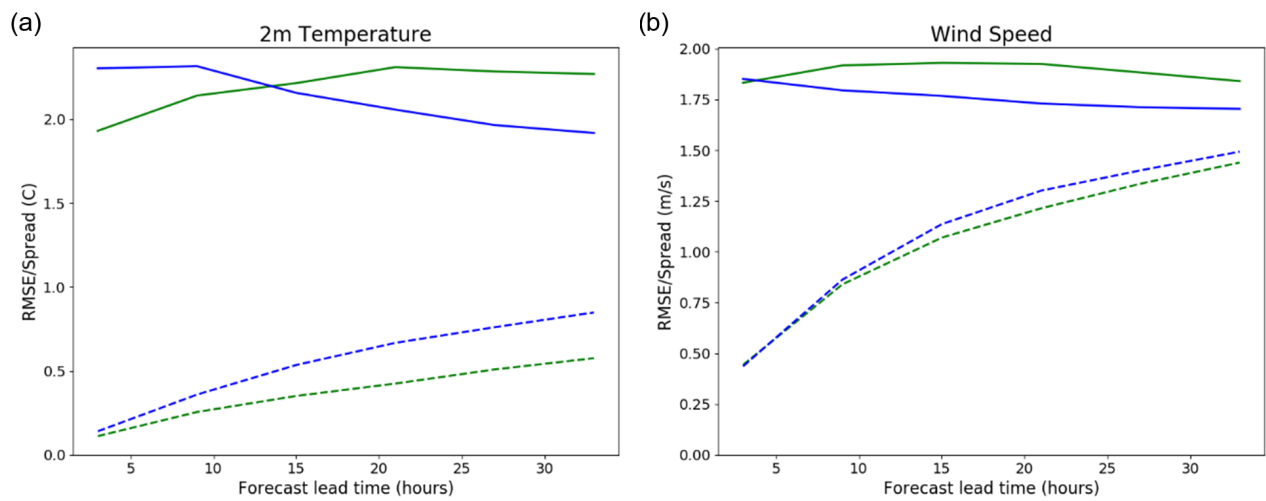 (a)
2m Temperature
RMSE/Spread (C)
2.0
1.5
1.0
0.5
0.0
5 10 15 20 25 30
Forecast lead time (hours)
(b)
Wind Speed
RMSE/Spread (m/s)
2.00
1.75
1.50
1.25
1.00
0.75
0.50
0.25
0.00
5 10 15 20 25 30
Forecast lead time (hours)